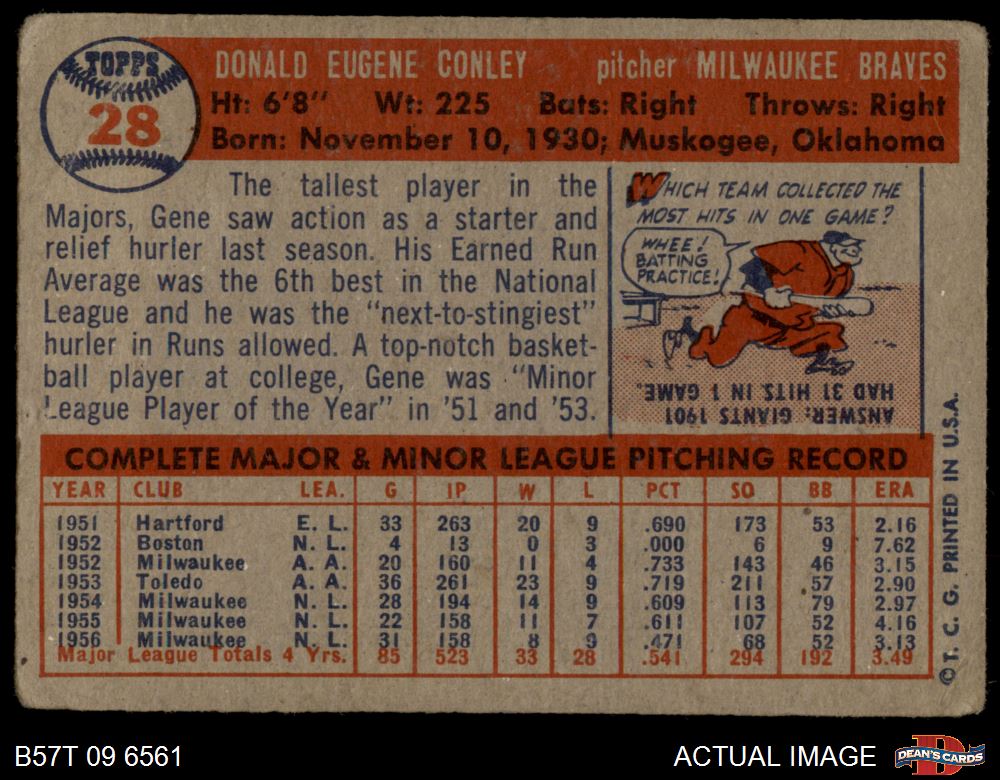 TOPPS
28
DONALD EUGENE CONLEY pitcher MILWAUKEE BRAVES
Ht: 6'8" Wt: 225 Bats: Right Throws: Right
Born: November 10, 1930; Muskogee, Oklahoma
The tallest player in the
Majors, Gene saw action as a starter and
relief hurler last season. His Earned Run
Average was the 6th best in the National
League and he was the "next-to-stingiest"
hurler in Runs allowed. A top-notch basket-
ball player at college, Gene was "Minor
League Player of the Year" in '51 and '53.
WHICH TEAM COLLECTED THE
MOST HITS IN ONE GAME?
WHEE!
BATTING
PRACTICE!
ANSWER: GIANTS 1901
HAD 31 HITS IN 1 GAME.
COMPLETE MAJOR & MINOR LEAGUE PITCHING RECORD
YEAR CLUB LEA. G IP W L PCT SO BB ERA
1951 Hartford E. L. 33 263 20 9 .690 173 53 2.16
1952 Boston N. L. 4 13 0 3 .000 6 9 7.62
1952 Milwaukee A. A. 20 160 11 4 .733 143 46 3.15
1953 Toledo A. A. 36 261 23 9 .719 211 57 2.90
1954 Milwaukee N. L. 28 194 14 9 .609 113 79 2.97
1955 Milwaukee N. L. 22 158 11 7 .611 107 52 4.16
1956 Milwaukee N. L. 31 158 8 9 .471 68 52 3.13
Major League Totals 4 Yrs. 85 523 33 28 .541 294 192 3.49
© T. C. G. PRINTED IN U.S.A.
B57T 09 6561
ACTUAL IMAGE
DEAN'S CARDS